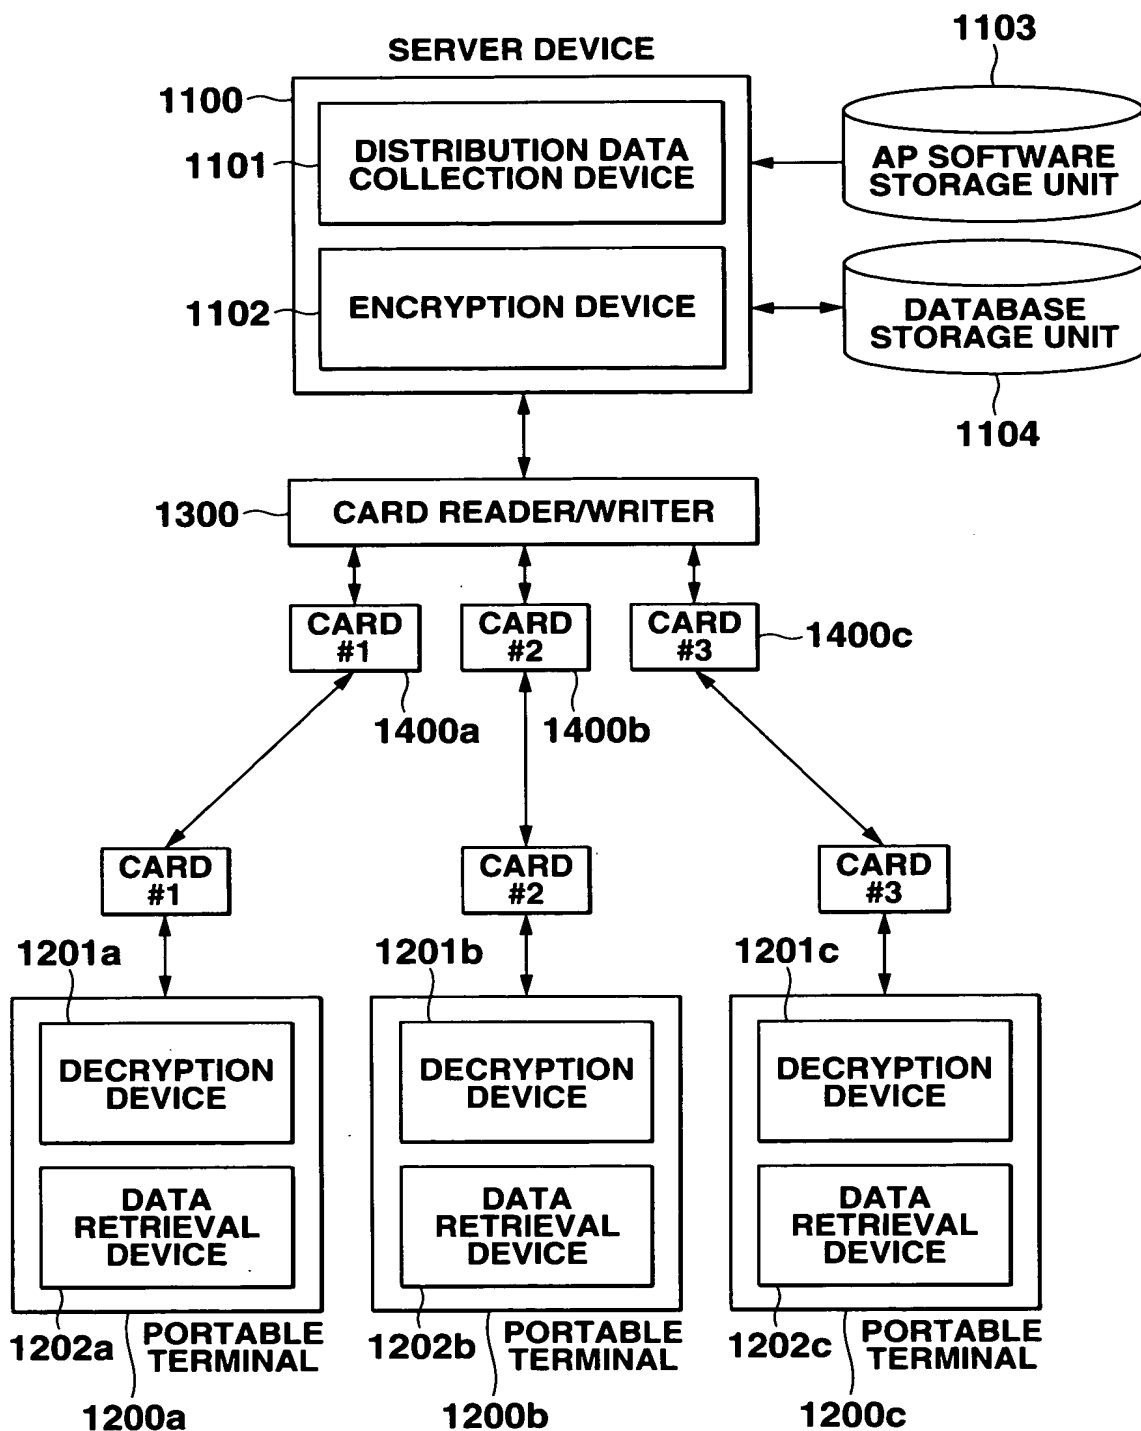 1103
SERVER DEVICE
1100
1101
DISTRIBUTION DATA
COLLECTION DEVICE
AP SOFTWARE
STORAGE UNIT
1102
ENCRYPTION DEVICE
DATABASE
STORAGE UNIT
1104
1300
CARD READER/WRITER
CARD
#1
CARD
#2
CARD
#3
1400c
1400a
1400b
CARD
#1
CARD
#2
CARD
#3
1201a
1201b
1201c
DECRYPTION
DEVICE
DECRYPTION
DEVICE
DECRYPTION
DEVICE
DATA
RETRIEVAL
DEVICE
DATA
RETRIEVAL
DEVICE
DATA
RETRIEVAL
DEVICE
1202a
PORTABLE
TERMINAL
1202b
PORTABLE
TERMINAL
1202c
PORTABLE
TERMINAL
1200a
1200b
1200c